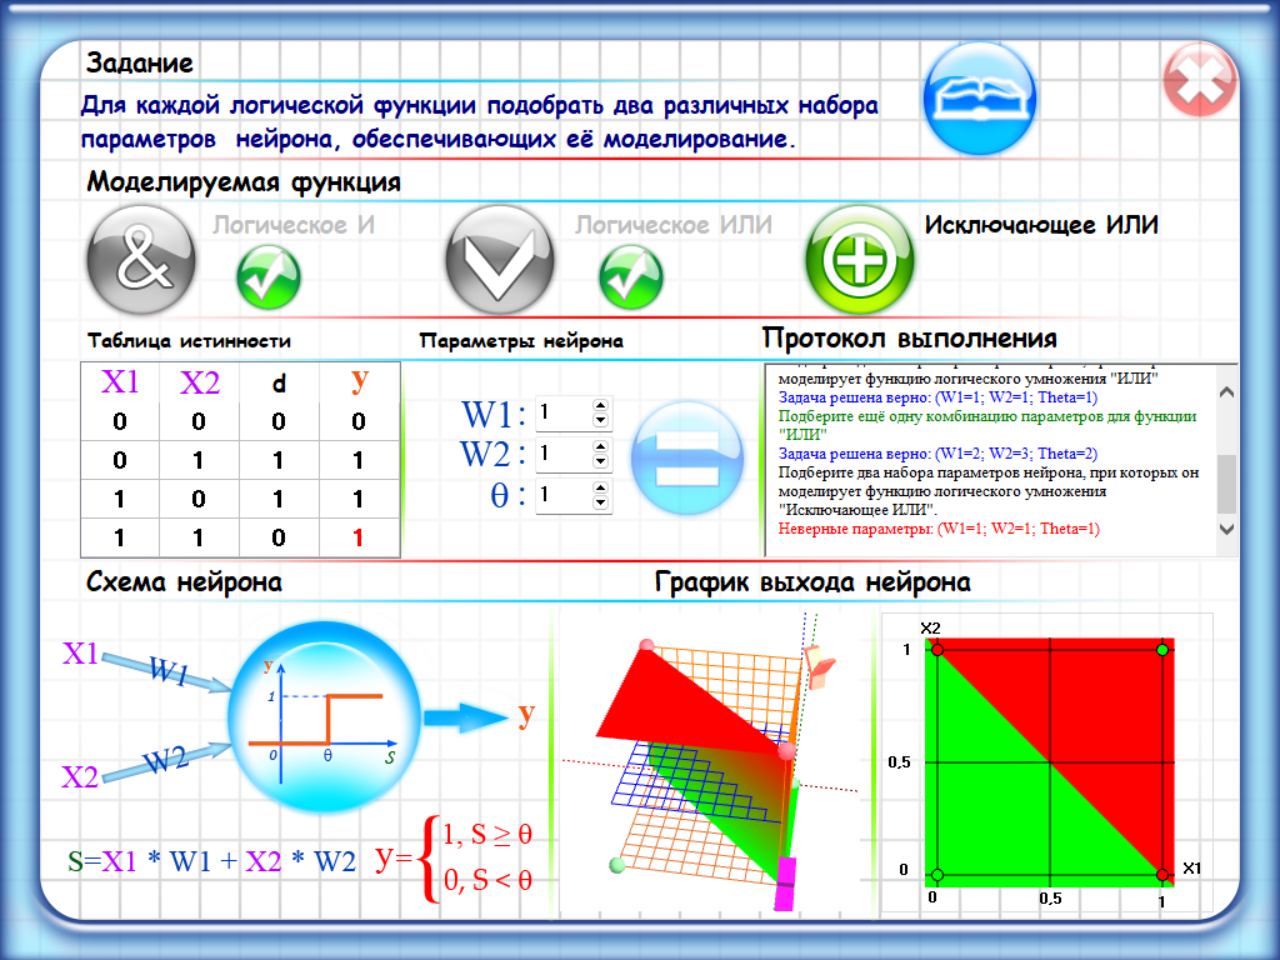 Задание
Для каждой логической функции подобрать два различных набора
параметров нейрона, обеспечивающих её моделирование.
Моделируемая функция
& Логическое И
Логическое ИЛИ
Исключающее ИЛИ
Таблица истинности
X1 X2 d y
0 0 0 0
0 1 1 1
1 0 1 1
1 1 0 1
Параметры нейрона
W1: 1
W2: 1
θ: 1
Протокол выполнения
моделирует функцию логического умножения "ИЛИ"
Задача решена верно: (W1=1; W2=1; Theta=1)
Подберите ещё одну комбинацию параметров для функции
"ИЛИ"
Задача решена верно: (W1=2; W2=3; Theta=2)
Подберите два набора параметров нейрона, при которых он
моделирует функцию логического умножения
"Исключающее ИЛИ".
Неверные параметры: (W1=1; W2=1; Theta=1)
Схема нейрона
X1 W1
X2 W2
y
1
0 θ S
y
S=X1 * W1 + X2 * W2
y= 1, S ≥ θ
0, S < θ
График выхода нейрона
X2
1
0,5
0
X1
0 0,5 1